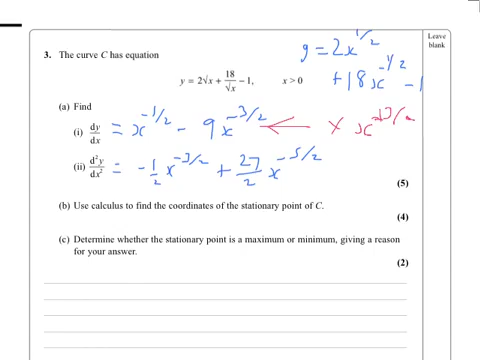 Leave
blank
y = 2x^{1/2}
+ 18x^{-1/2} - 1
3. The curve C has equation
y = 2√x + 18/√x − 1,    x > 0
(a) Find
(i) dy/dx = x^{-1/2} - 9x^{-3/2} ← × x
(ii) d²y/dx² = -1/2 x^{-3/2} + 27/2 x^{-5/2}
(5)
(b) Use calculus to find the coordinates of the stationary point of C.
(4)
(c) Determine whether the stationary point is a maximum or minimum, giving a reason
for your answer.
(2)